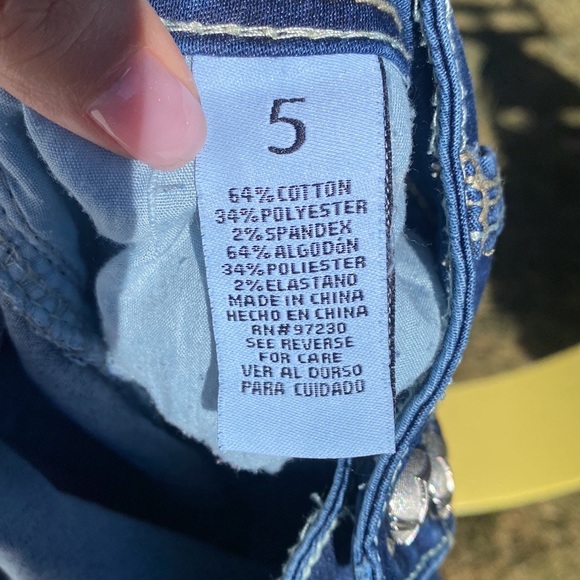 5
64% COTTON
34% POLYESTER
2% SPANDEX
64% ALGODÓN
34% POLIESTER
2% ELASTANO
MADE IN CHINA
HECHO EN CHINA
RN# 97230
SEE REVERSE
FOR CARE
VER AL DORSO
PARA CUIDADO